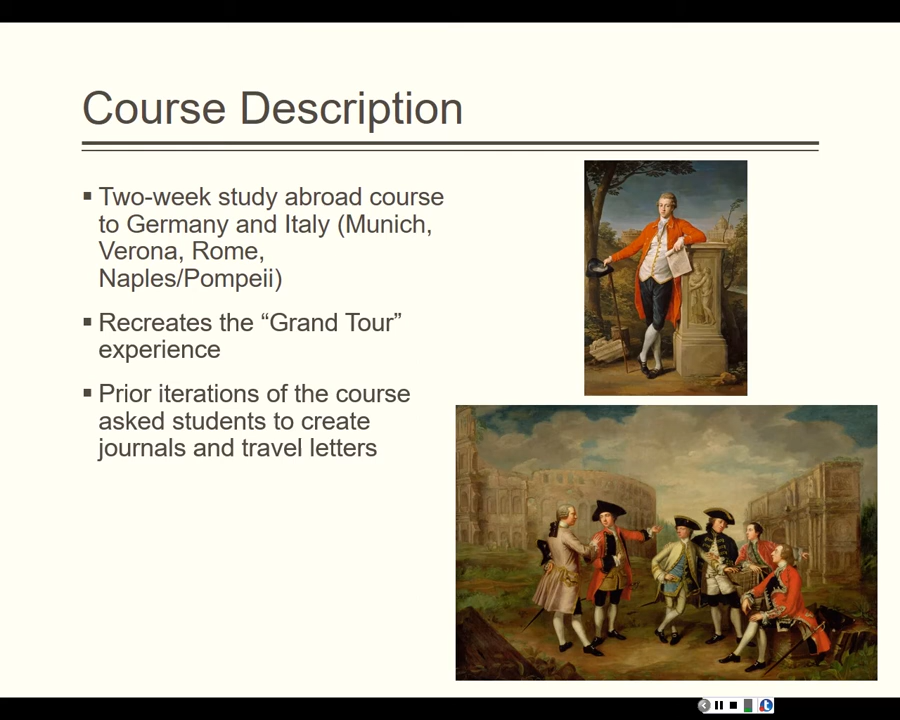 Course Description
▪ Two-week study abroad course
to Germany and Italy (Munich,
Verona, Rome,
Naples/Pompeii)
▪ Recreates the “Grand Tour”
experience
▪ Prior iterations of the course
asked students to create
journals and travel letters